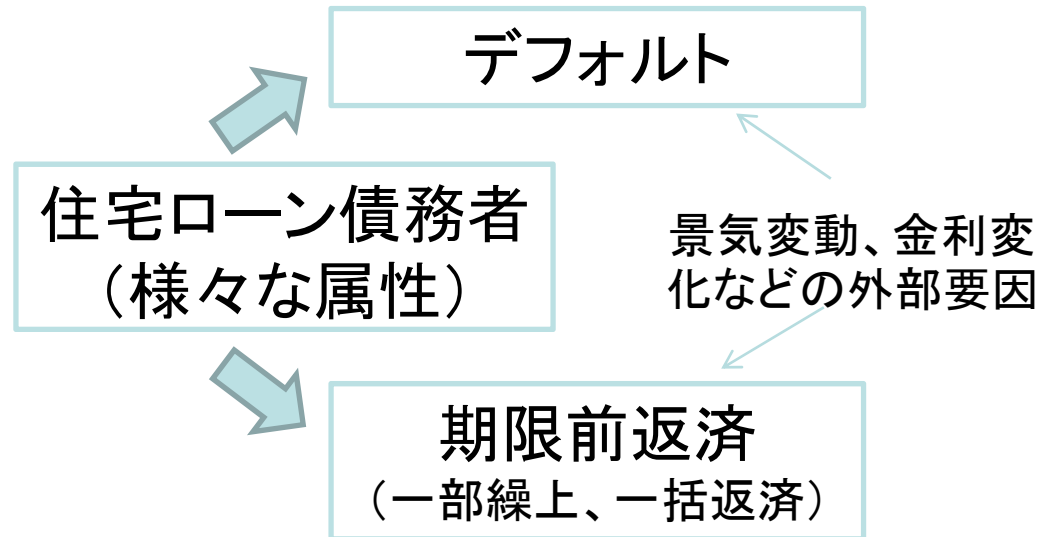 デフォルト
住宅ローン債務者
（様々な属性）
景気変動、金利変
化などの外部要因
期限前返済
（一部繰上、一括返済）